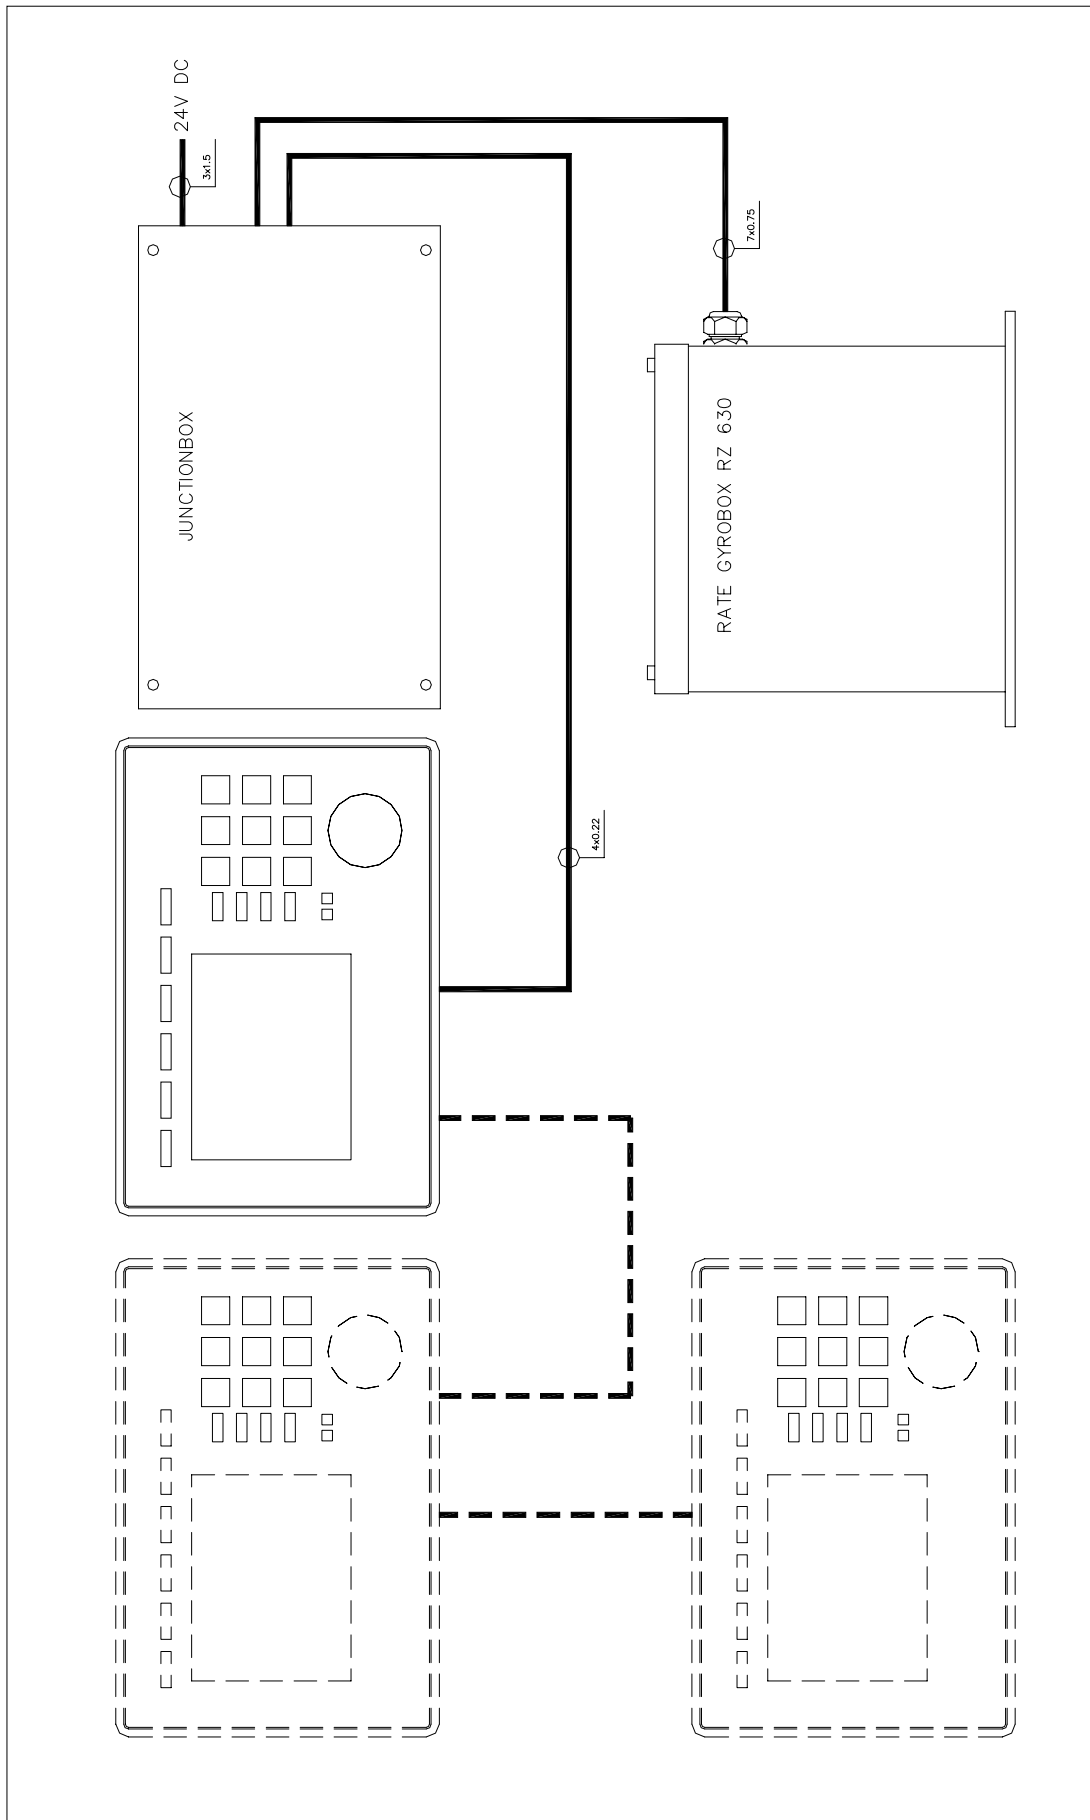 24V DC
3x1.5
7x0.75
JUNCTIONBOX
RATE GYROBOX RZ 630
4x0.22